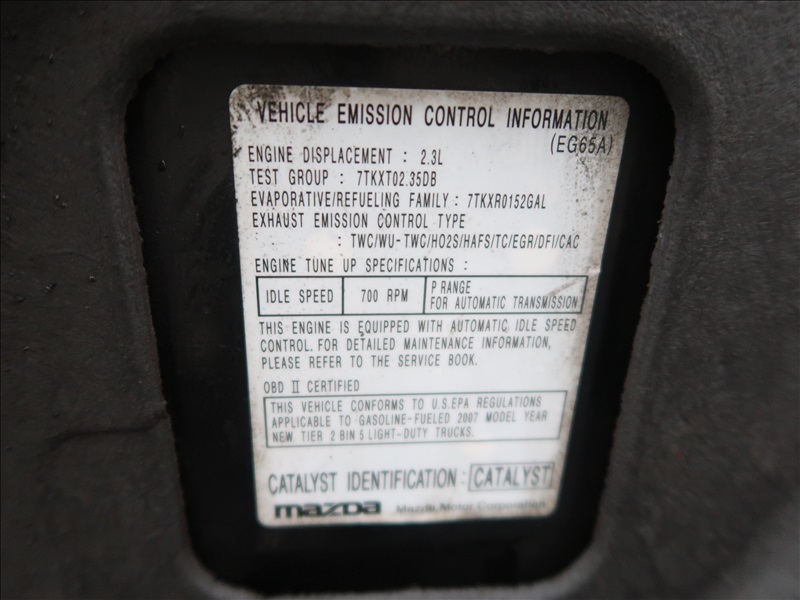 VEHICLE EMISSION CONTROL INFORMATION
(EG65A)
ENGINE DISPLACEMENT : 2.3L
TEST GROUP : 7TKXT02.35DB
EVAPORATIVE/REFUELING FAMILY : 7TKXR0152GAL
EXHAUST EMISSION CONTROL TYPE
: TWC/WU-TWC/HO2S/HAFS/TC/EGR/DFI/CAC
ENGINE TUNE UP SPECIFICATIONS :
IDLE SPEED 700 RPM P RANGE
FOR AUTOMATIC TRANSMISSION
THIS ENGINE IS EQUIPPED WITH AUTOMATIC IDLE SPEED
CONTROL. FOR DETAILED MAINTENANCE INFORMATION,
PLEASE REFER TO THE SERVICE BOOK.
OBD II CERTIFIED
THIS VEHICLE CONFORMS TO U.S.EPA REGULATIONS
APPLICABLE TO GASOLINE-FUELED 2007 MODEL YEAR
NEW TIER 2 BIN 5 LIGHT-DUTY TRUCKS.
CATALYST IDENTIFICATION : CATALYST
mazda Mazda Motor Corporation